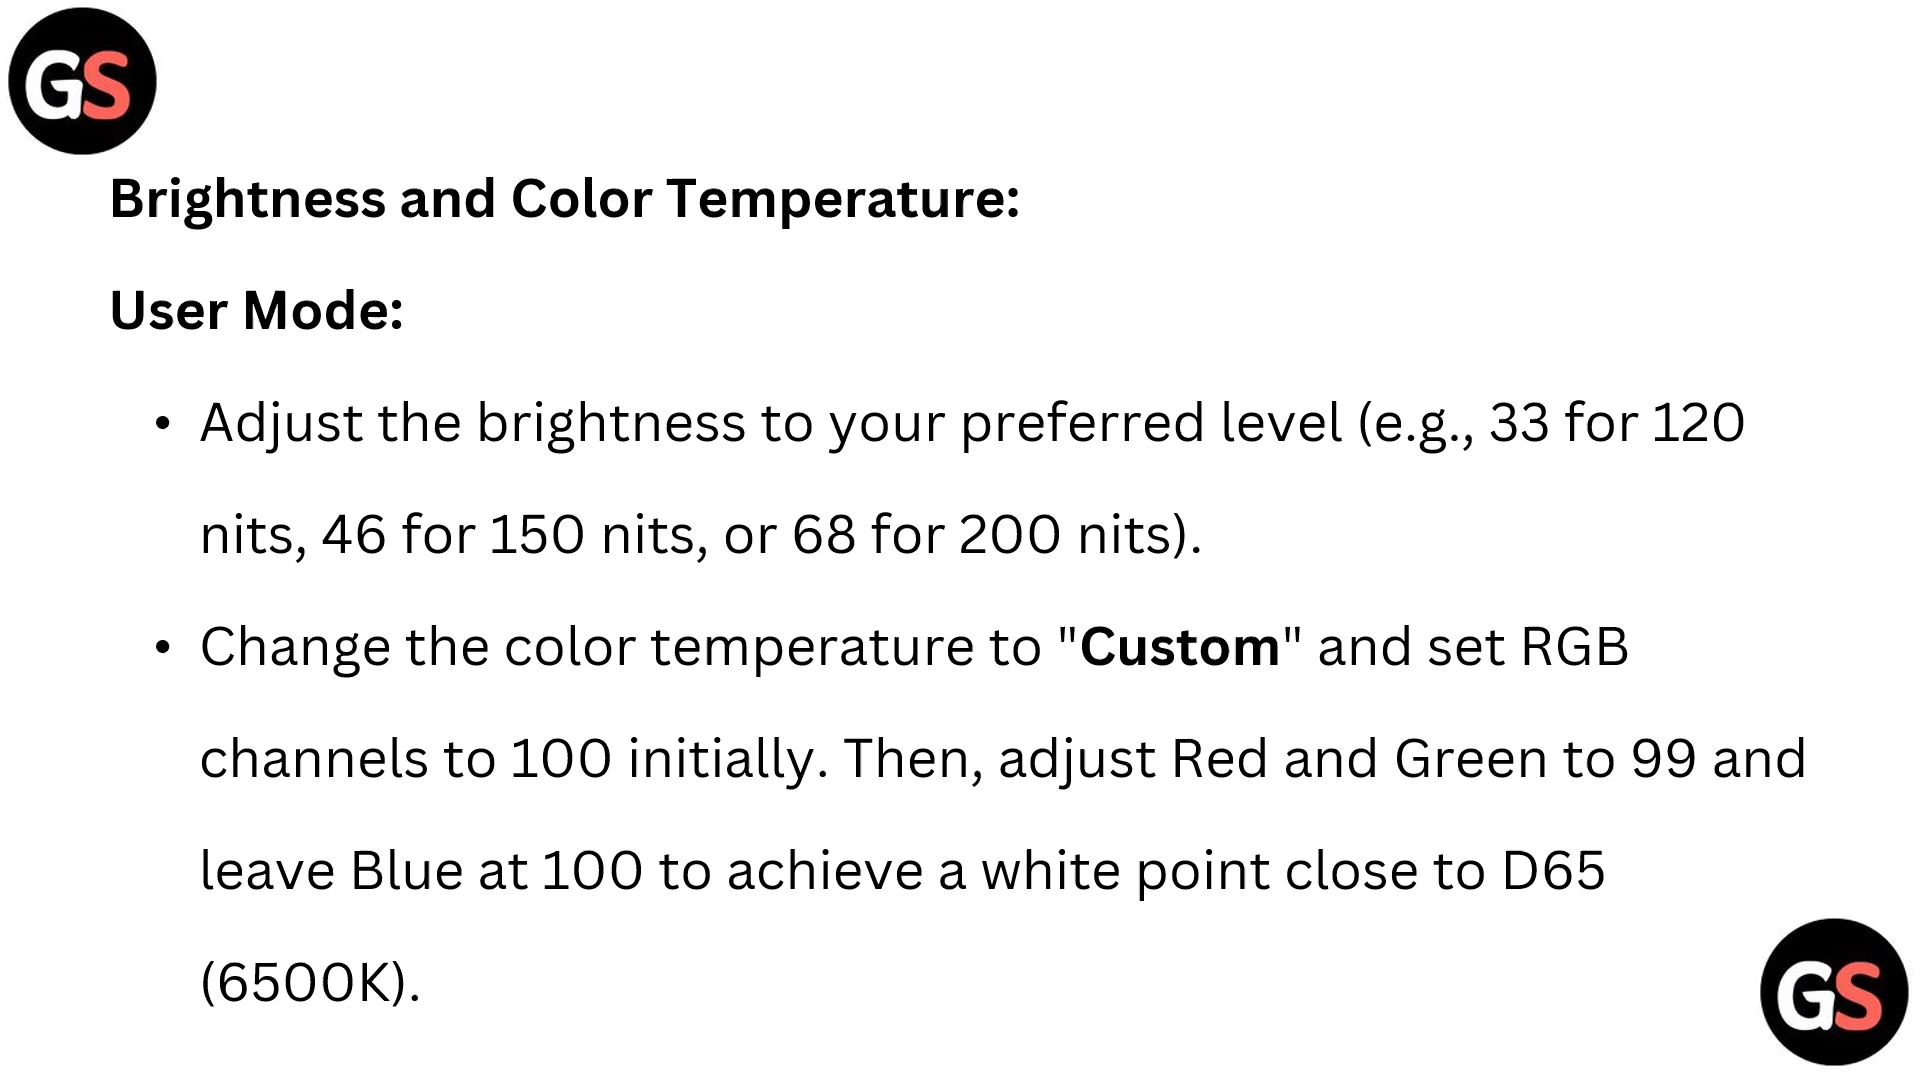 GS
Brightness and Color Temperature:
User Mode:
• Adjust the brightness to your preferred level (e.g., 33 for 120
nits, 46 for 150 nits, or 68 for 200 nits).
• Change the color temperature to "Custom" and set RGB
channels to 100 initially. Then, adjust Red and Green to 99 and
leave Blue at 100 to achieve a white point close to D65
(6500K).
GS